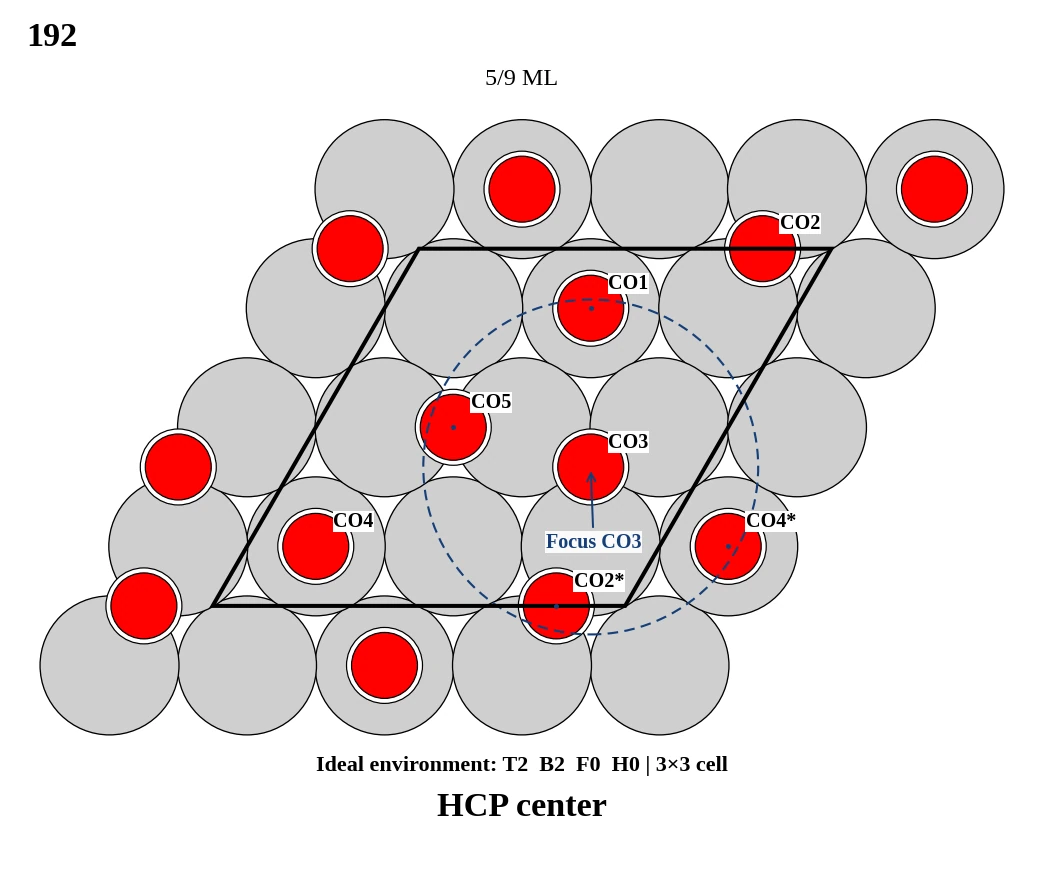 192
5/9 ML
CO2
CO1
CO5
CO3
CO4
CO4*
Focus CO3
CO2*
Ideal environment: T2 B2 F0 H0 | 3×3 cell
HCP center